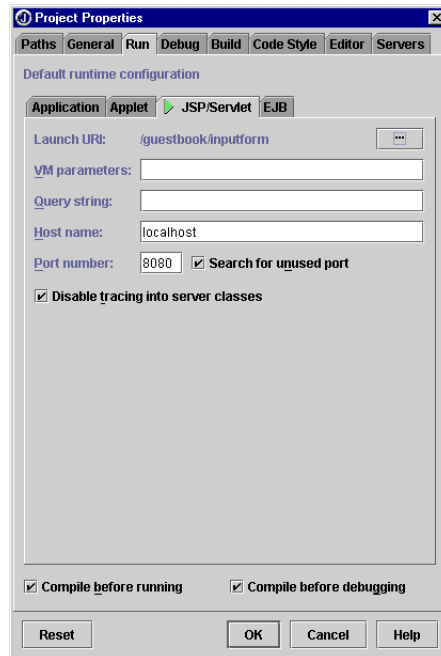 Project Properties
Paths General Run Debug Build Code Style Editor Servers
Default runtime configuration
Application Applet JSP/Servlet EJB
Launch URI: /guestbook/inputform ...
VM parameters:
Query string:
Host name: localhost
Port number: 8080 Search for unused port
Disable tracing into server classes
Compile before running Compile before debugging
Reset OK Cancel Help